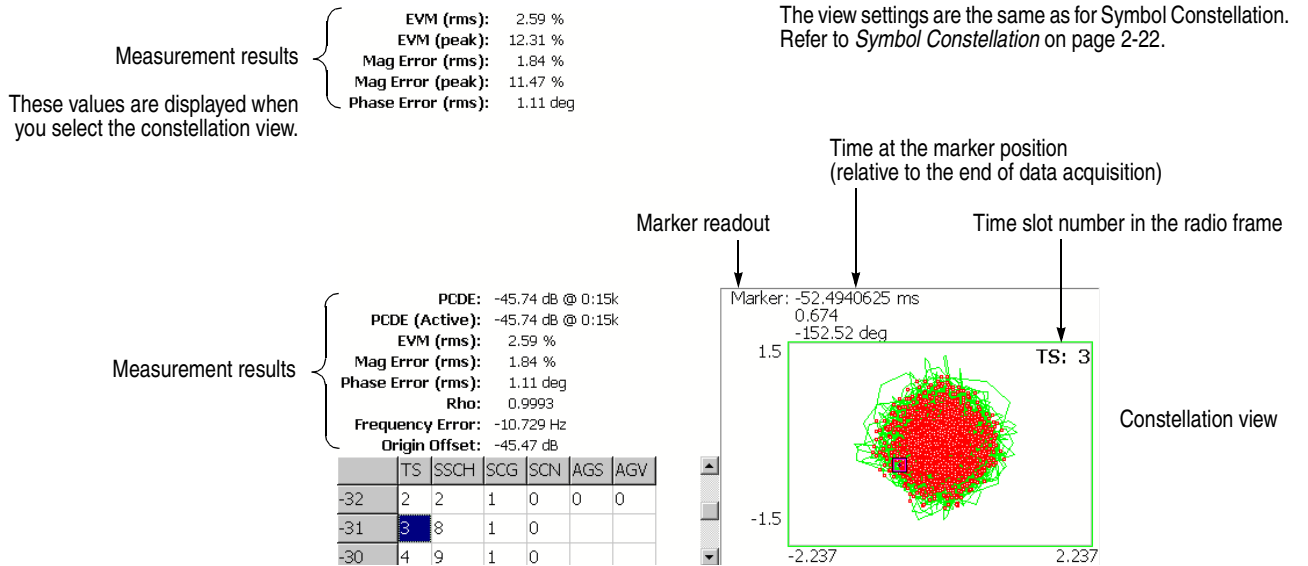 EVM (rms): 2.59 %
EVM (peak): 12.31 %
Mag Error (rms): 1.84 %
Mag Error (peak): 11.47 %
Phase Error (rms): 1.11 deg
Measurement results
These values are displayed when
you select the constellation view.
The view settings are the same as for Symbol Constellation.
Refer to Symbol Constellation on page 2-22.
Time at the marker position
(relative to the end of data acquisition)
Marker readout
Time slot number in the radio frame
Measurement results
PCDE: -45.74 dB @ 0:15k
PCDE (Active): -45.74 dB @ 0:15k
EVM (rms): 2.59 %
Mag Error (rms): 1.84 %
Phase Error (rms): 1.11 deg
Rho: 0.9993
Frequency Error: -10.729 Hz
Origin Offset: -45.47 dB
TS SSCH SCG SCN AGS AGV
-32 2 2 1 0 0 0
-31 3 8 1 0
-30 4 9 1 0
Marker: -52.4940625 ms
0.674
-152.52 deg
1.5
TS: 3
Constellation view
-1.5
-2.237 2.237